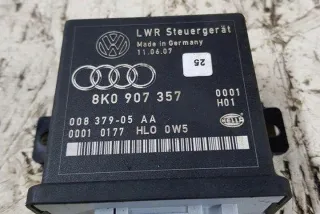 LWR Steuergerät
Made in Germany
11.06.07
25
8K0 907 357
0001
H01
008 379-05 AA
0001 0177 HLO 0W5
HELLA